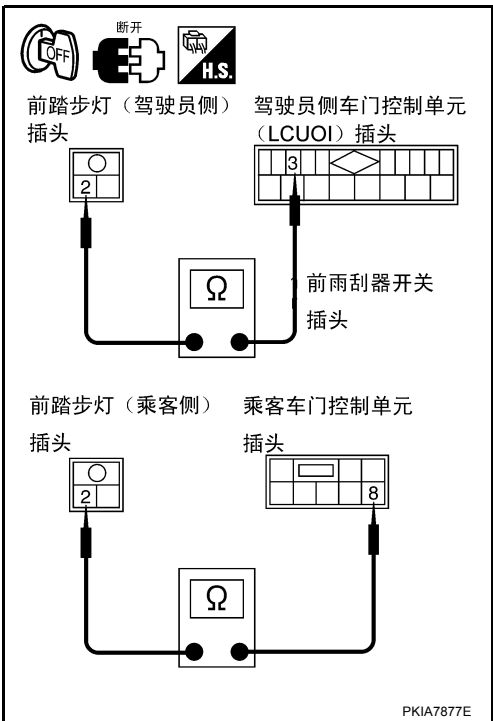 断开
OFF
H.S.
前踏步灯（驾驶员侧） 驾驶员侧车门控制单元
插头 （LCUOI）插头
2 3
Ω
前雨刮器开关
插头
前踏步灯（乘客侧） 乘客车门控制单元
插头 插头
2 8
Ω
PKIA7877E